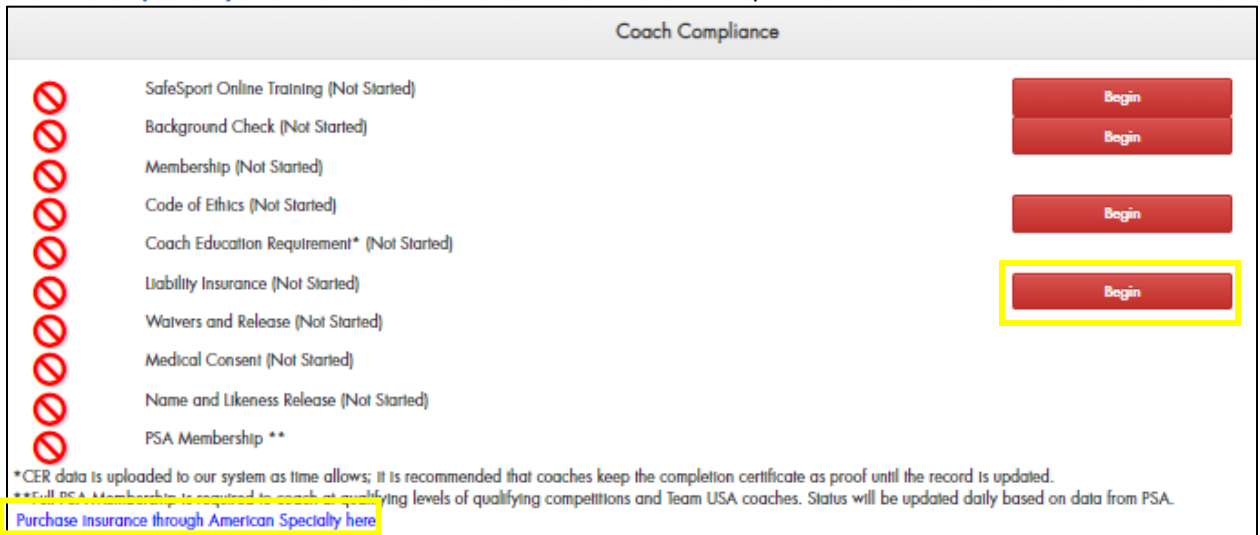 Coach Compliance
SafeSport Online Training (Not Started) Begin
Background Check (Not Started) Begin
Membership (Not Started)
Code of Ethics (Not Started) Begin
Coach Education Requirement* (Not Started)
Liability Insurance (Not Started) Begin
Waivers and Release (Not Started)
Medical Consent (Not Started)
Name and Likeness Release (Not Started)
PSA Membership **
*CER data is uploaded to our system as time allows; it is recommended that coaches keep the completion certificate as proof until the record is updated.
**Full PSA Membership is required to coach at qualifying levels of qualifying competitions and Team USA coaches. Status will be updated daily based on data from PSA.
Purchase insurance through American Specialty here